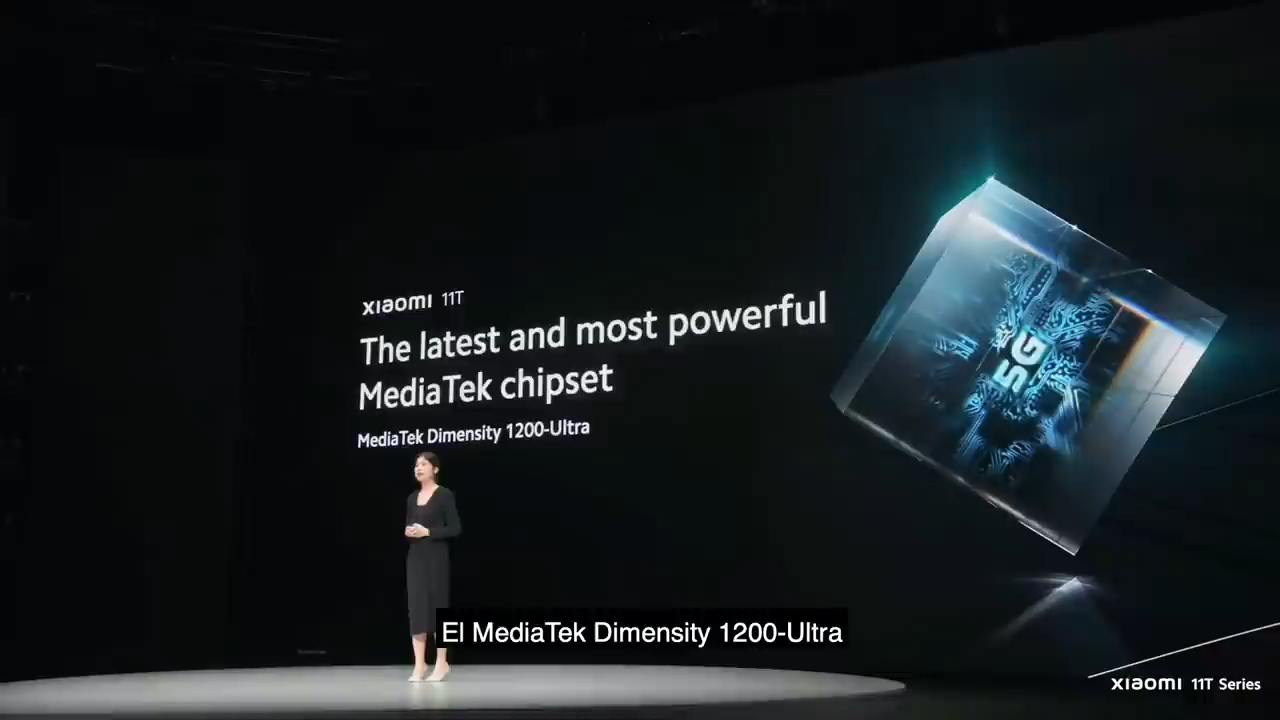 xiaomi 11T
The latest and most powerful
MediaTek chipset
MediaTek Dimensity 1200-Ultra
5G
El MediaTek Dimensity 1200-Ultra
xiaomi 11T Series